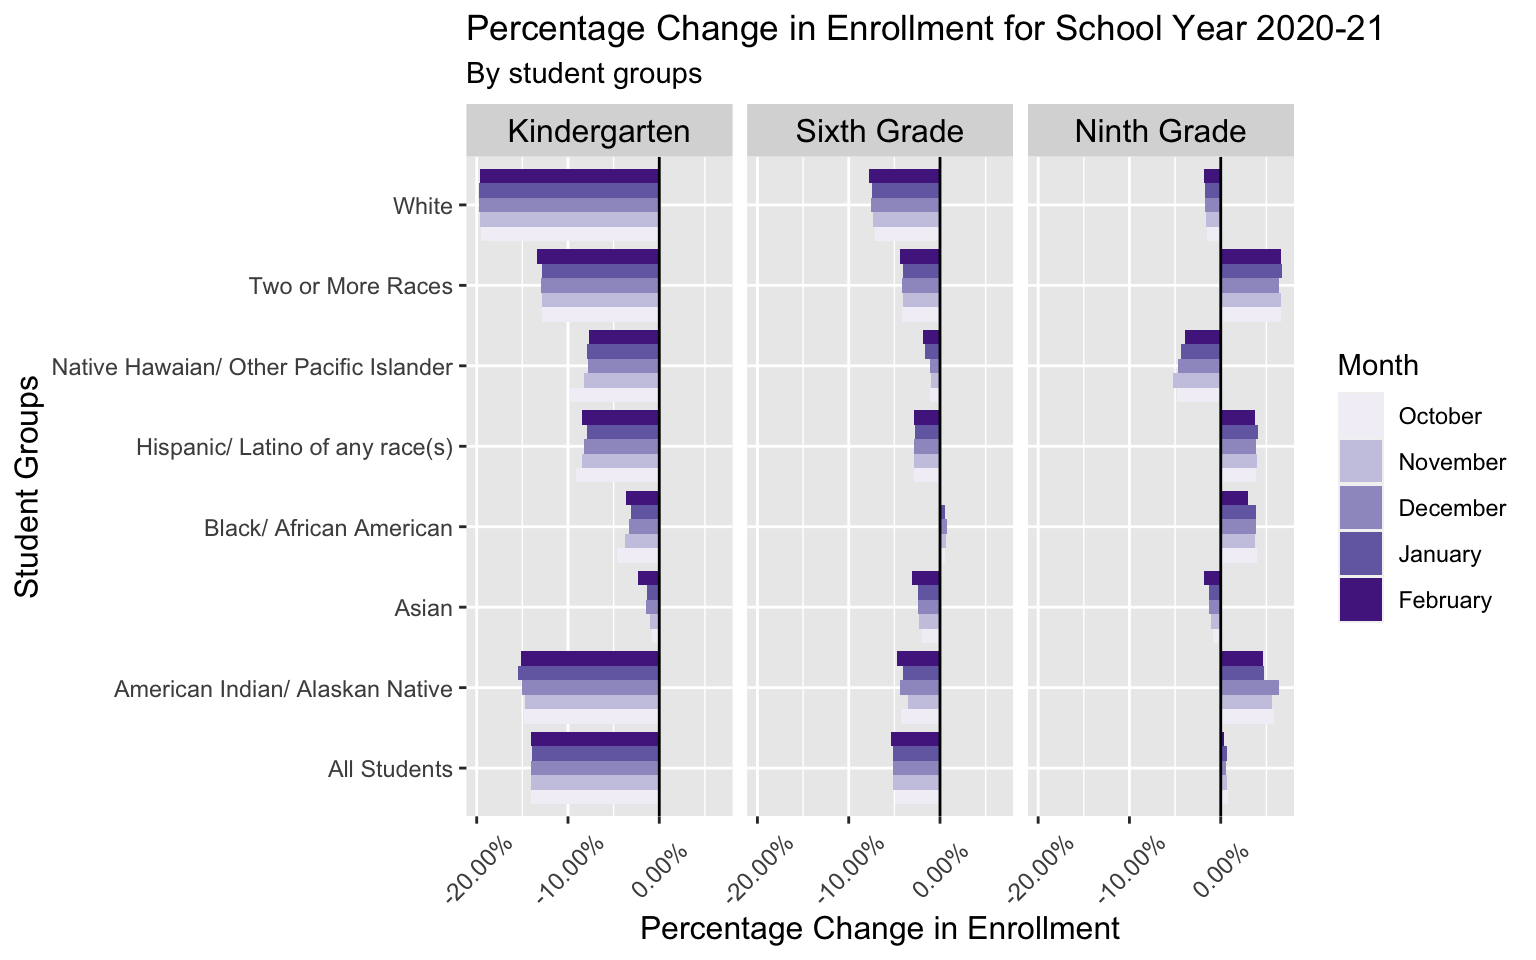 Percentage Change in Enrollment for School Year 2020-21
By student groups
Kindergarten
Sixth Grade
Ninth Grade
Student Groups
White
Two or More Races
Native Hawaian/ Other Pacific Islander
Hispanic/ Latino of any race(s)
Black/ African American
Asian
American Indian/ Alaskan Native
All Students
-20.00%
-10.00%
0.00%
-20.00%
-10.00%
0.00%
-20.00%
-10.00%
0.00%
Percentage Change in Enrollment
Month
October
November
December
January
February